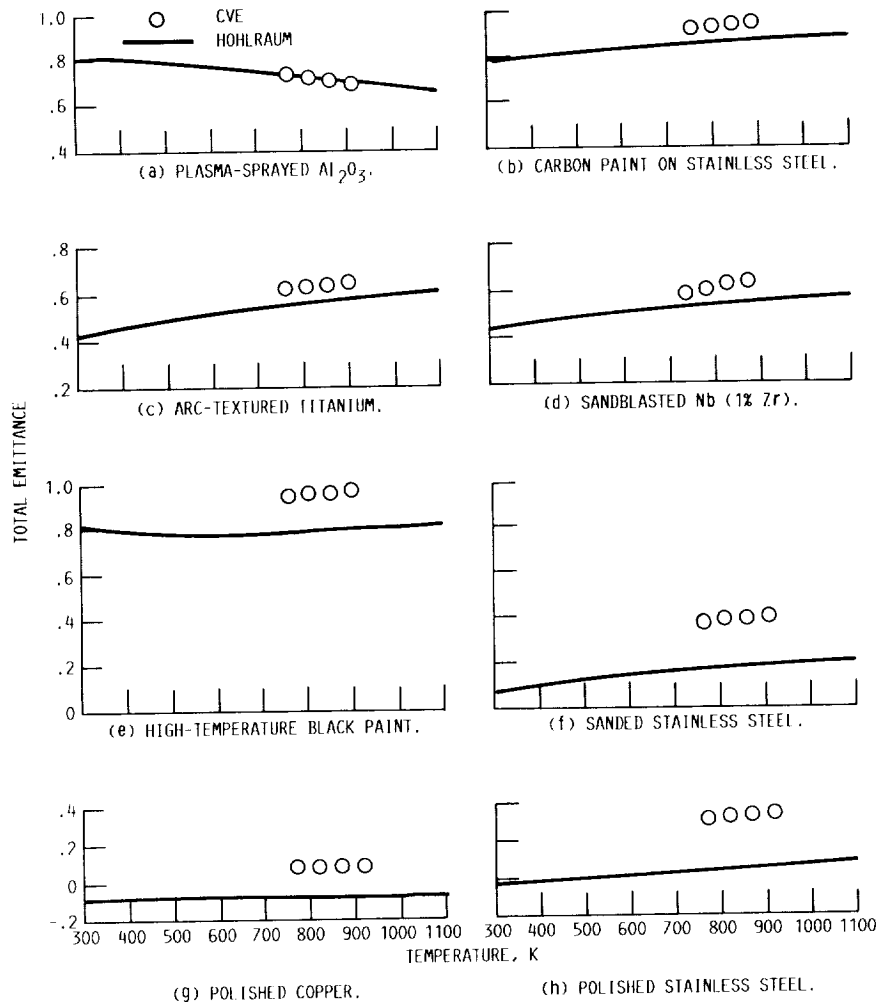 CVE
HOHLRAUM
1.0
.8
.6
.4
(a) PLASMA-SPRAYED Al2O3.
(b) CARBON PAINT ON STAINLESS STEEL.
.8
.6
.4
.2
(c) ARC-TEXTURED TITANIUM.
(d) SANDBLASTED Nb (1% Zr).
TOTAL EMITTANCE
1.0
.8
.6
.4
.2
0
(e) HIGH-TEMPERATURE BLACK PAINT.
(f) SANDED STAINLESS STEEL.
.4
.2
0
-.2
300 400 500 600 700 800 900 1000 1100
300 400 500 600 700 800 900 1000 1100
TEMPERATURE, K
(g) POLISHED COPPER.
(h) POLISHED STAINLESS STEEL.